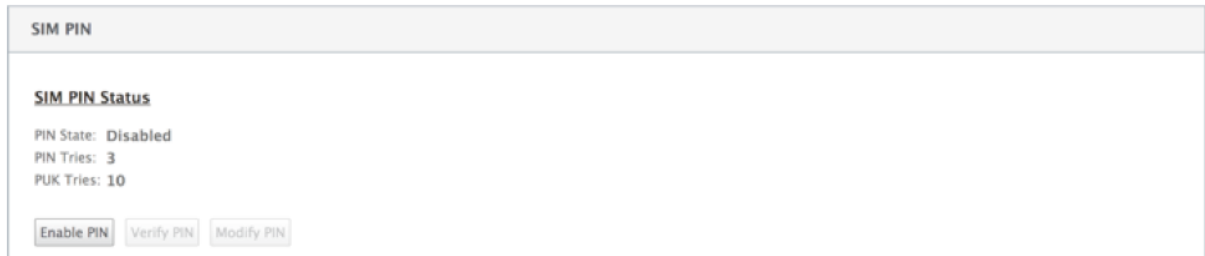 SIM PIN
SIM PIN Status
PIN State: Disabled
PIN Tries: 3
PUK Tries: 10
Enable PIN Verify PIN Modify PIN